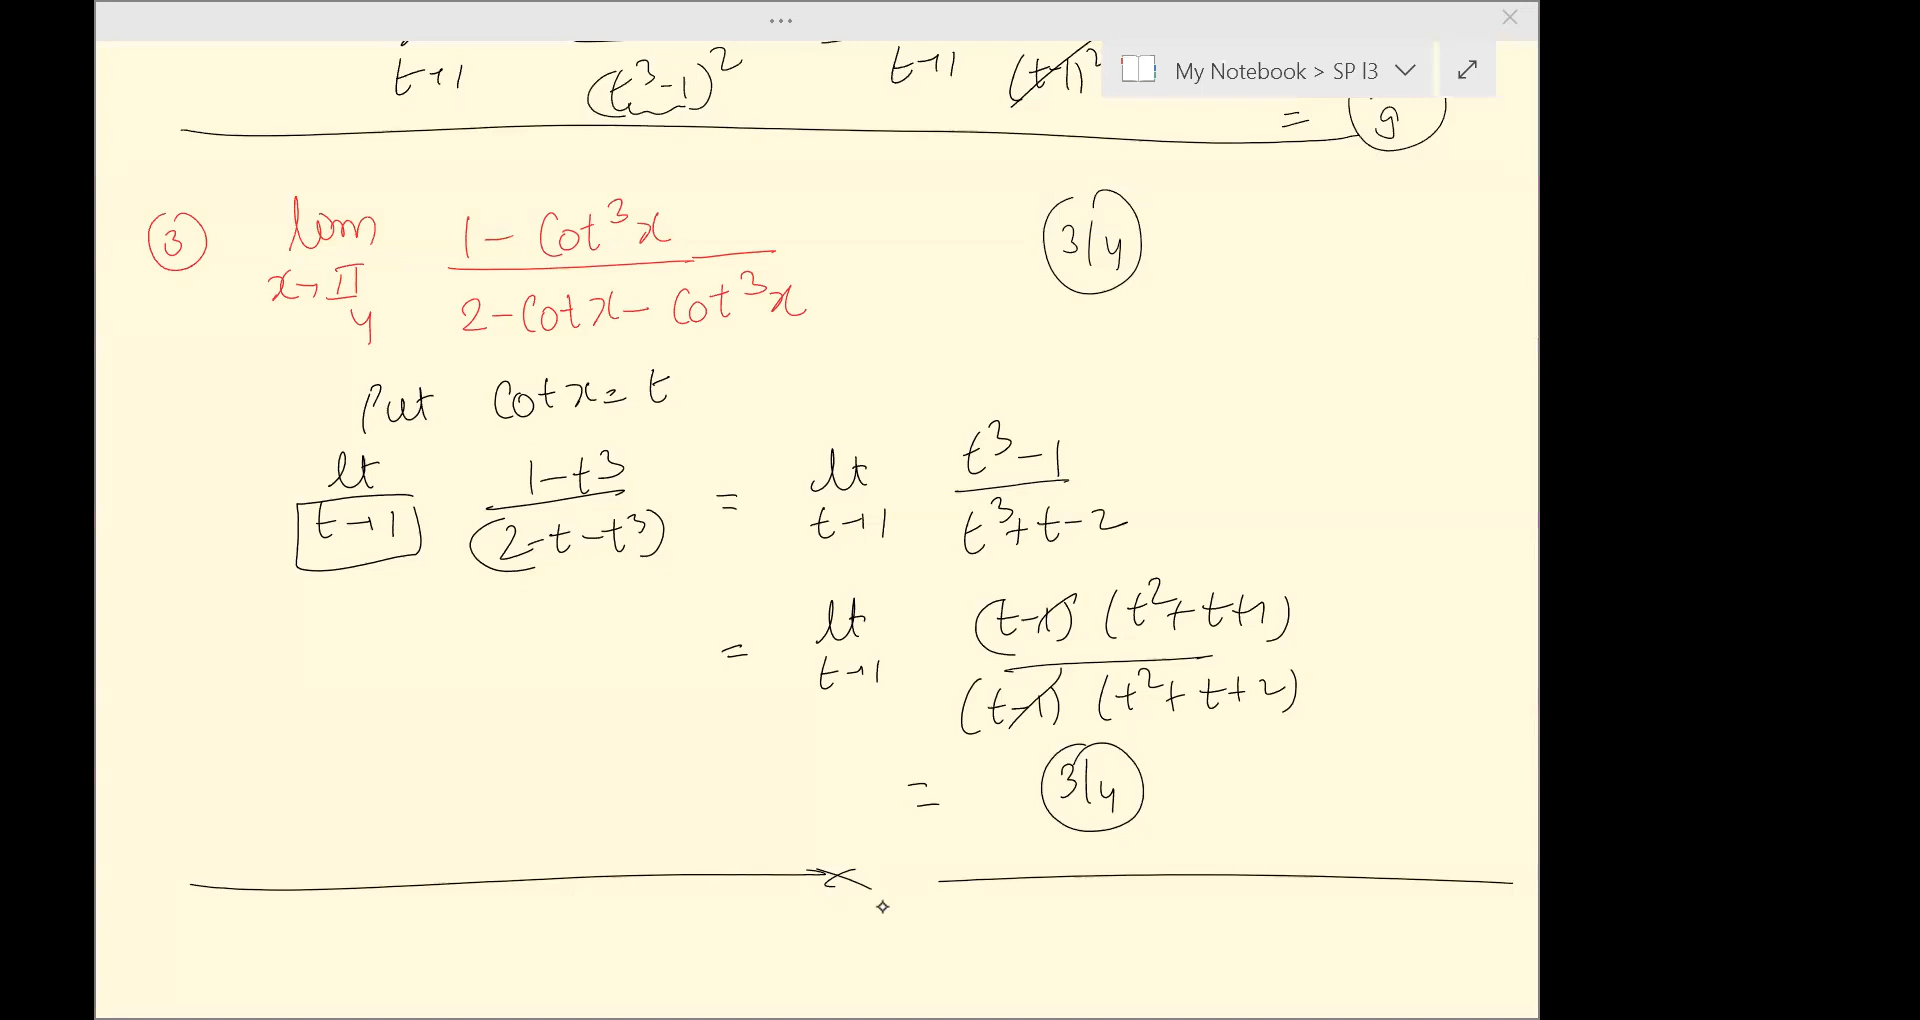 ...
t→1 (t³-1)² = t→1 (t-1)²
My Notebook > SP l3
= 9
③ lim x→π/4 (1 - Cot³x)/(2 - Cotx - Cot³x) 3/4
Put Cotx = t
lt t→1 (1-t³)/(2-t-t³) = lt t→1 (t³-1)/(t³+t-2)
= lt t→1 (t-1)(t²+t+1)/(t-1)(t²+t+2)
= 3/4